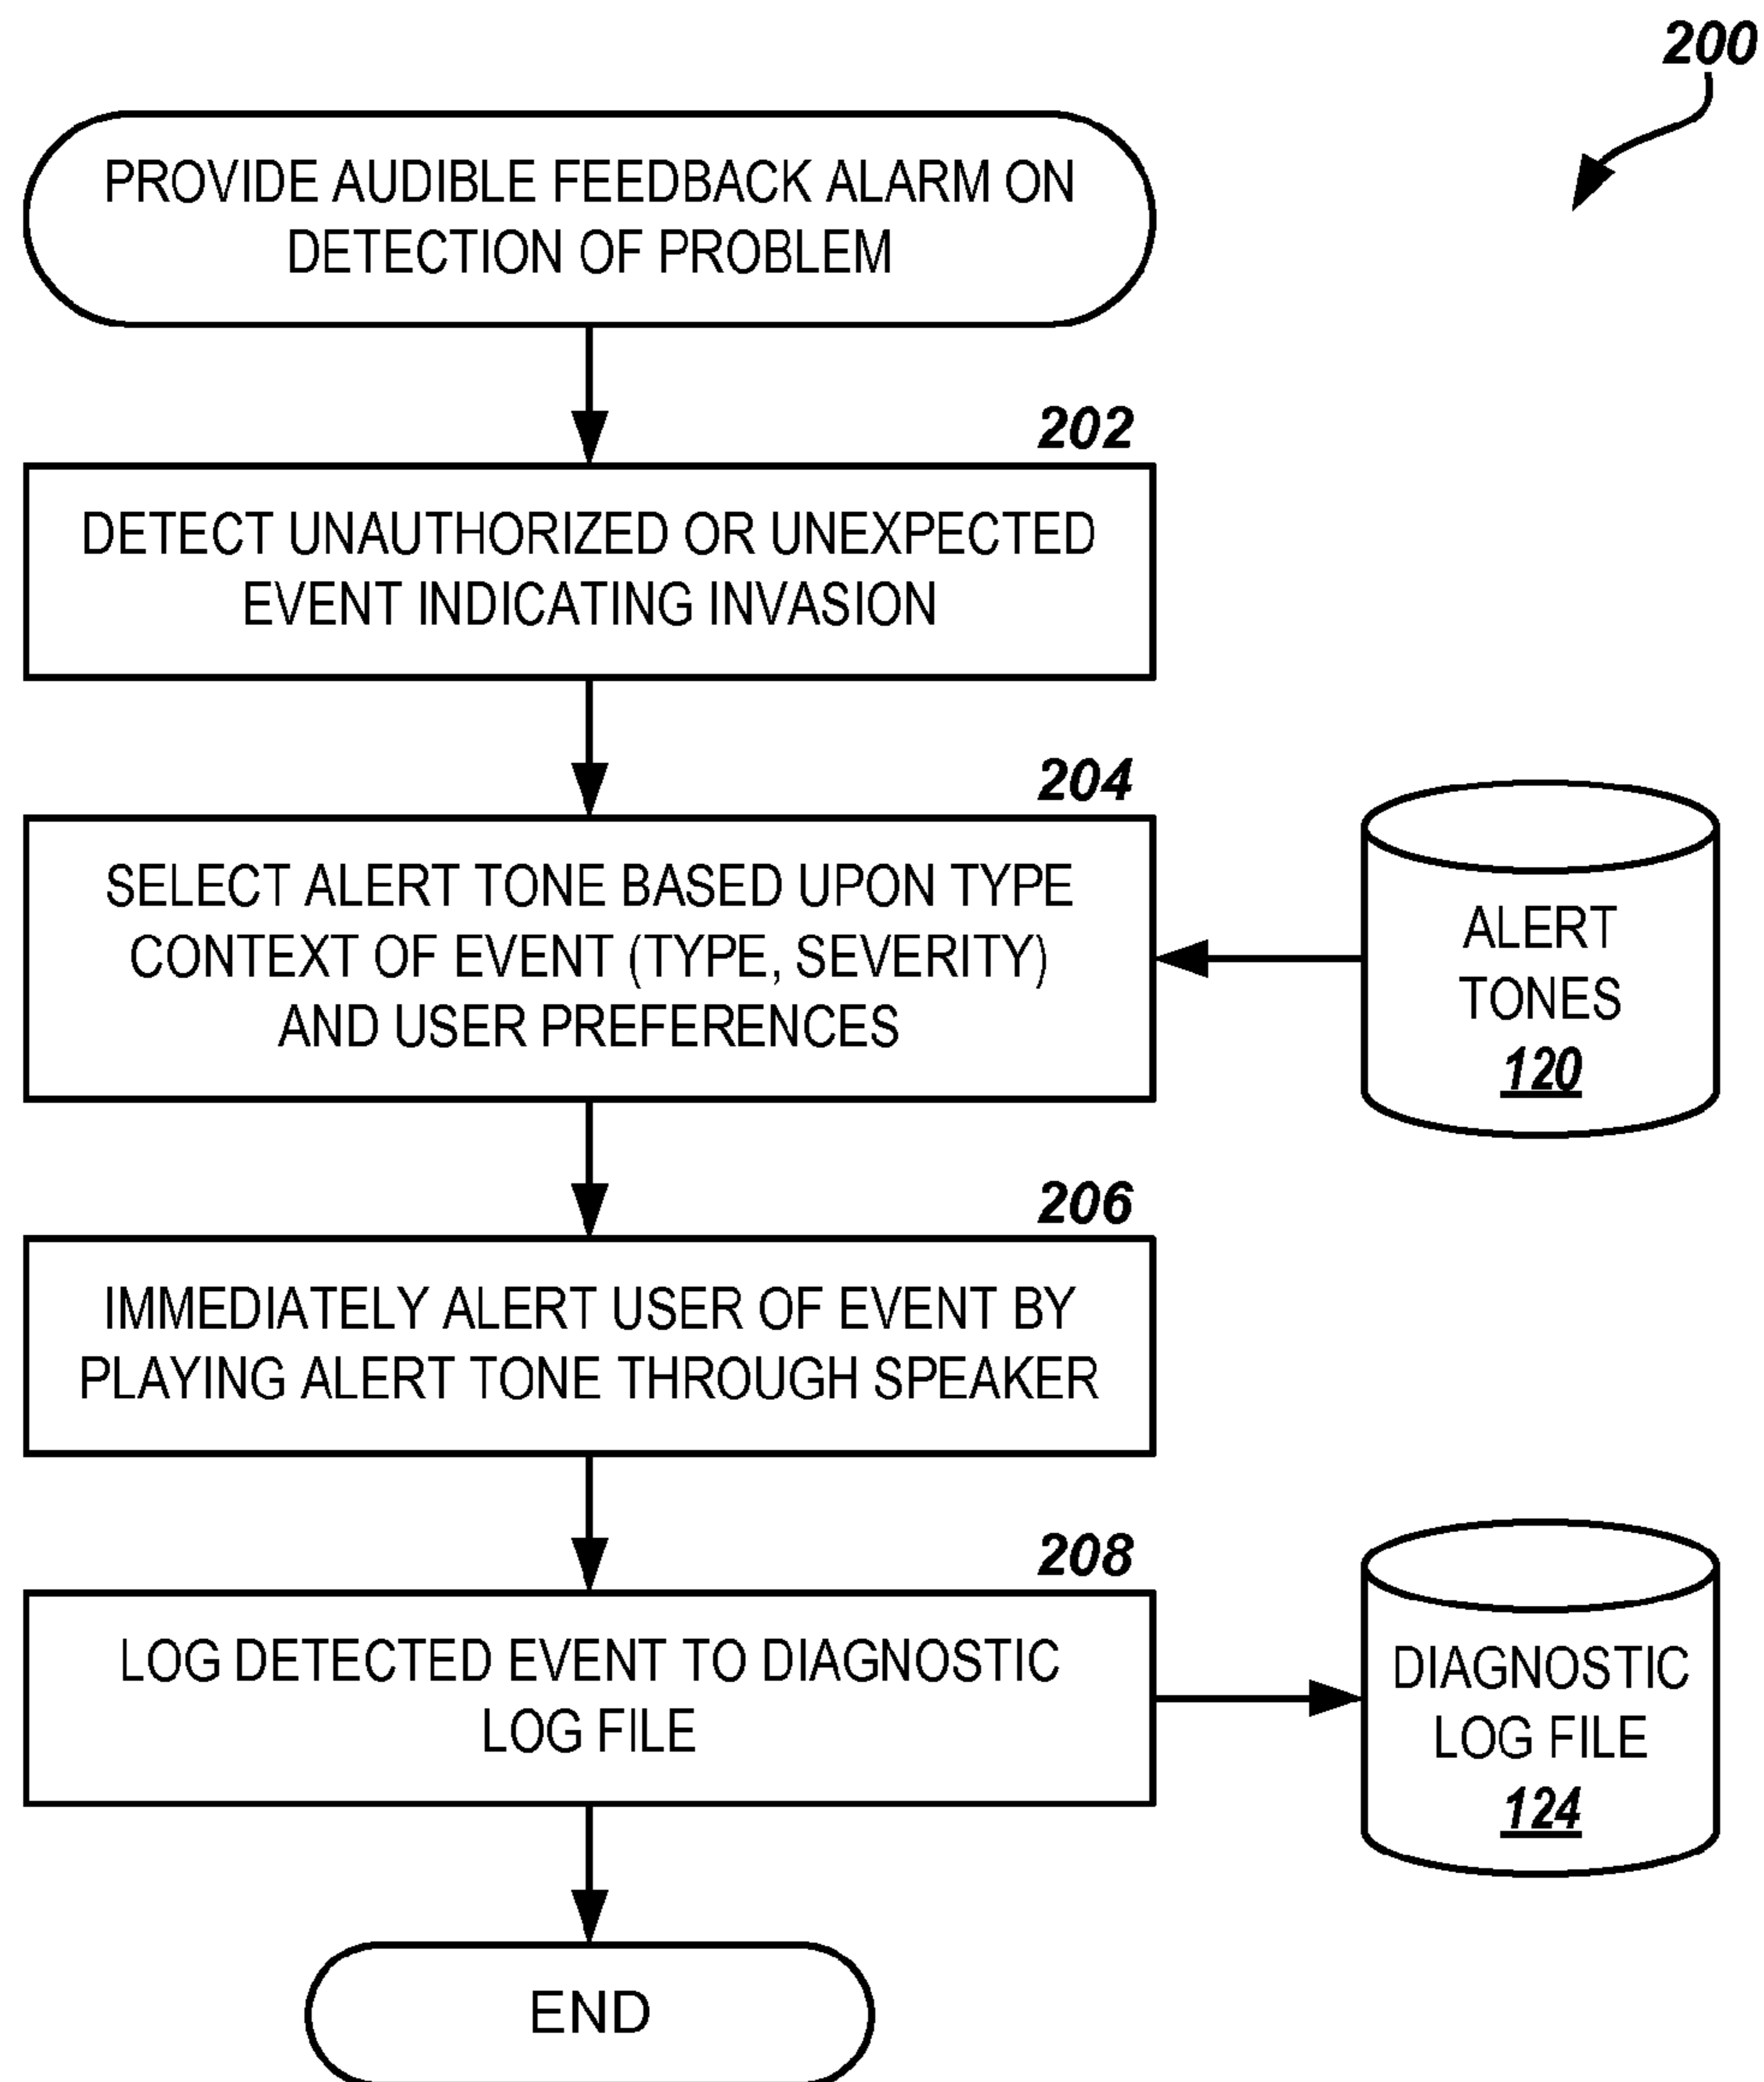 200
PROVIDE AUDIBLE FEEDBACK ALARM ON
DETECTION OF PROBLEM
202
DETECT UNAUTHORIZED OR UNEXPECTED
EVENT INDICATING INVASION
204
SELECT ALERT TONE BASED UPON TYPE
CONTEXT OF EVENT (TYPE, SEVERITY)
AND USER PREFERENCES
ALERT
TONES
120
206
IMMEDIATELY ALERT USER OF EVENT BY
PLAYING ALERT TONE THROUGH SPEAKER
208
LOG DETECTED EVENT TO DIAGNOSTIC
LOG FILE
DIAGNOSTIC
LOG FILE
124
END